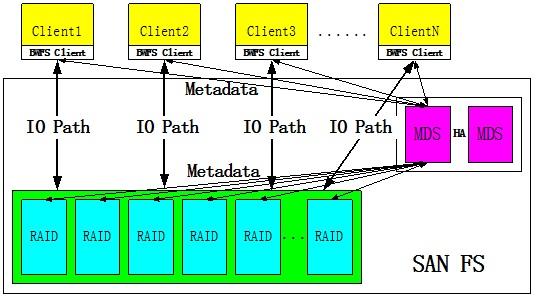 Client1 Client2 Client3 ...... ClientN
BWFS Client BWFS Client BWFS Client BWFS Client
Metadata
IO Path IO Path IO Path IO Path MDS HA MDS
Metadata
RAID RAID RAID RAID RAID ... RAID
SAN FS